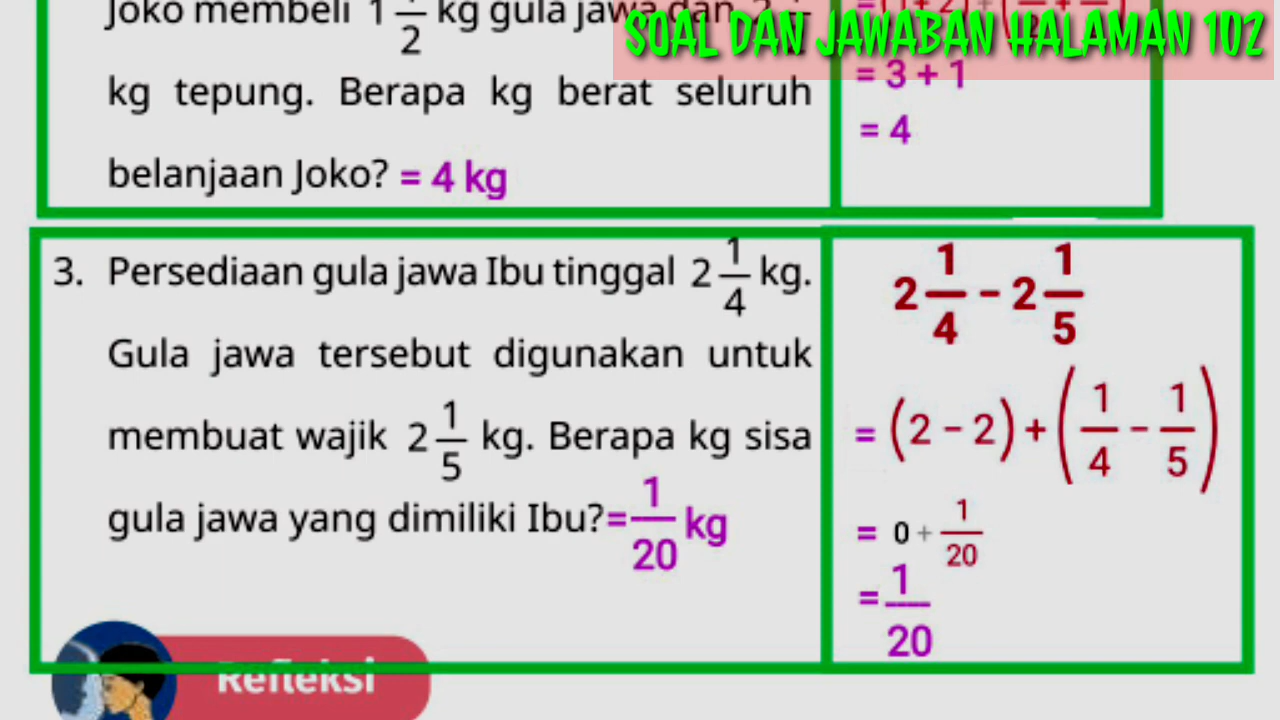 Joko membeli 1 —/2 kg gula jawa dan
SOAL DAN JAWABAN HALAMAN 102
kg tepung. Berapa kg berat seluruh
belanjaan Joko? = 4 kg
= 3 + 1
= 4
3. Persediaan gula jawa Ibu tinggal 2 1/4 kg.
Gula jawa tersebut digunakan untuk
membuat wajik 2 1/5 kg. Berapa kg sisa
gula jawa yang dimiliki Ibu?= 1/20 kg
2 1/4 - 2 1/5
= (2 - 2) + (1/4 - 1/5)
= 0 + 1/20
= 1/20
Refleksi